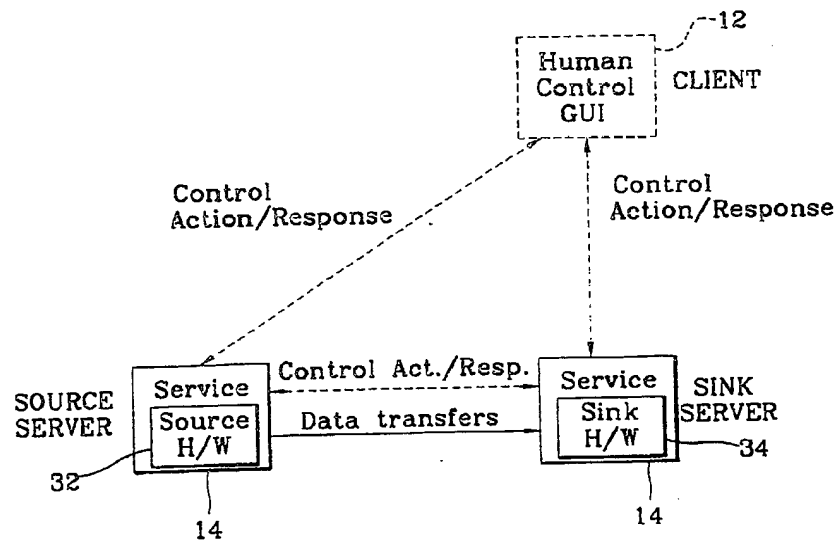 12
Human
Control
GUI
CLIENT
Control
Action/Response
Control
Action/Response
SOURCE
SERVER
Service
Source
H/W
32
14
Control Act./Resp.
Data transfers
Service
Sink
H/W
SINK
SERVER
34
14